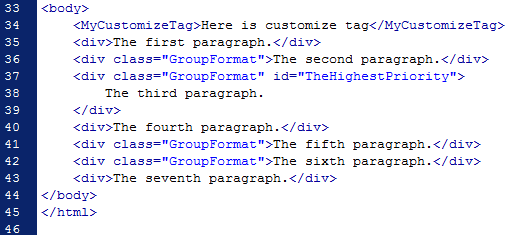 33 <body>
34 <MyCustomizeTag>Here is customize tag</MyCustomizeTag>
35 <div>The first paragraph.</div>
36 <div class="GroupFormat">The second paragraph.</div>
37 <div class="GroupFormat" id="TheHighestPriority">
38 The third paragraph.
39 </div>
40 <div>The fourth paragraph.</div>
41 <div class="GroupFormat">The fifth paragraph.</div>
42 <div class="GroupFormat">The sixth paragraph.</div>
43 <div>The seventh paragraph.</div>
44 </body>
45 </html>
46